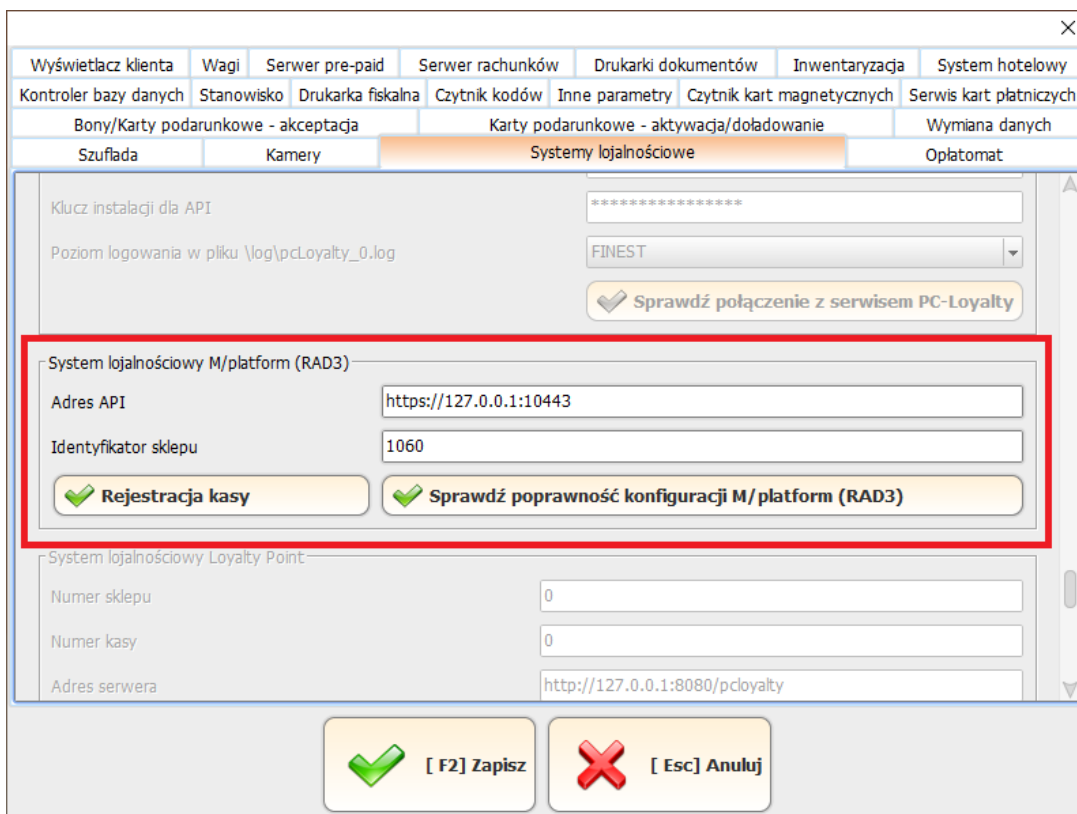 Wyświetlacz klienta Wagi Serwer pre-paid Serwer rachunków Drukarki dokumentów Inwentaryzacja System hotelowy
Kontroler bazy danych Stanowisko Drukarka fiskalna Czytnik kodów Inne parametry Czytnik kart magnetycznych Serwis kart płatniczych
Bony/Karty podarunkowe - akceptacja Karty podarunkowe - aktywacja/doładowanie Wymiana danych
Szuflada Kamery Systemy lojalnościowe Opłatomat
Klucz instalacji dla API ****************
Poziom logowania w pliku \log\pcLoyalty_0.log FINEST
Sprawdź połączenie z serwisem PC-Loyalty
System lojalnościowy M/platform (RAD3)
Adres API https://127.0.0.1:10443
Identyfikator sklepu 1060
Rejestracja kasy Sprawdź poprawność konfiguracji M/platform (RAD3)
System lojalnościowy Loyalty Point
Numer sklepu 0
Numer kasy 0
Adres serwera http://127.0.0.1:8080/pcloyalty
[ F2] Zapisz [ Esc] Anuluj